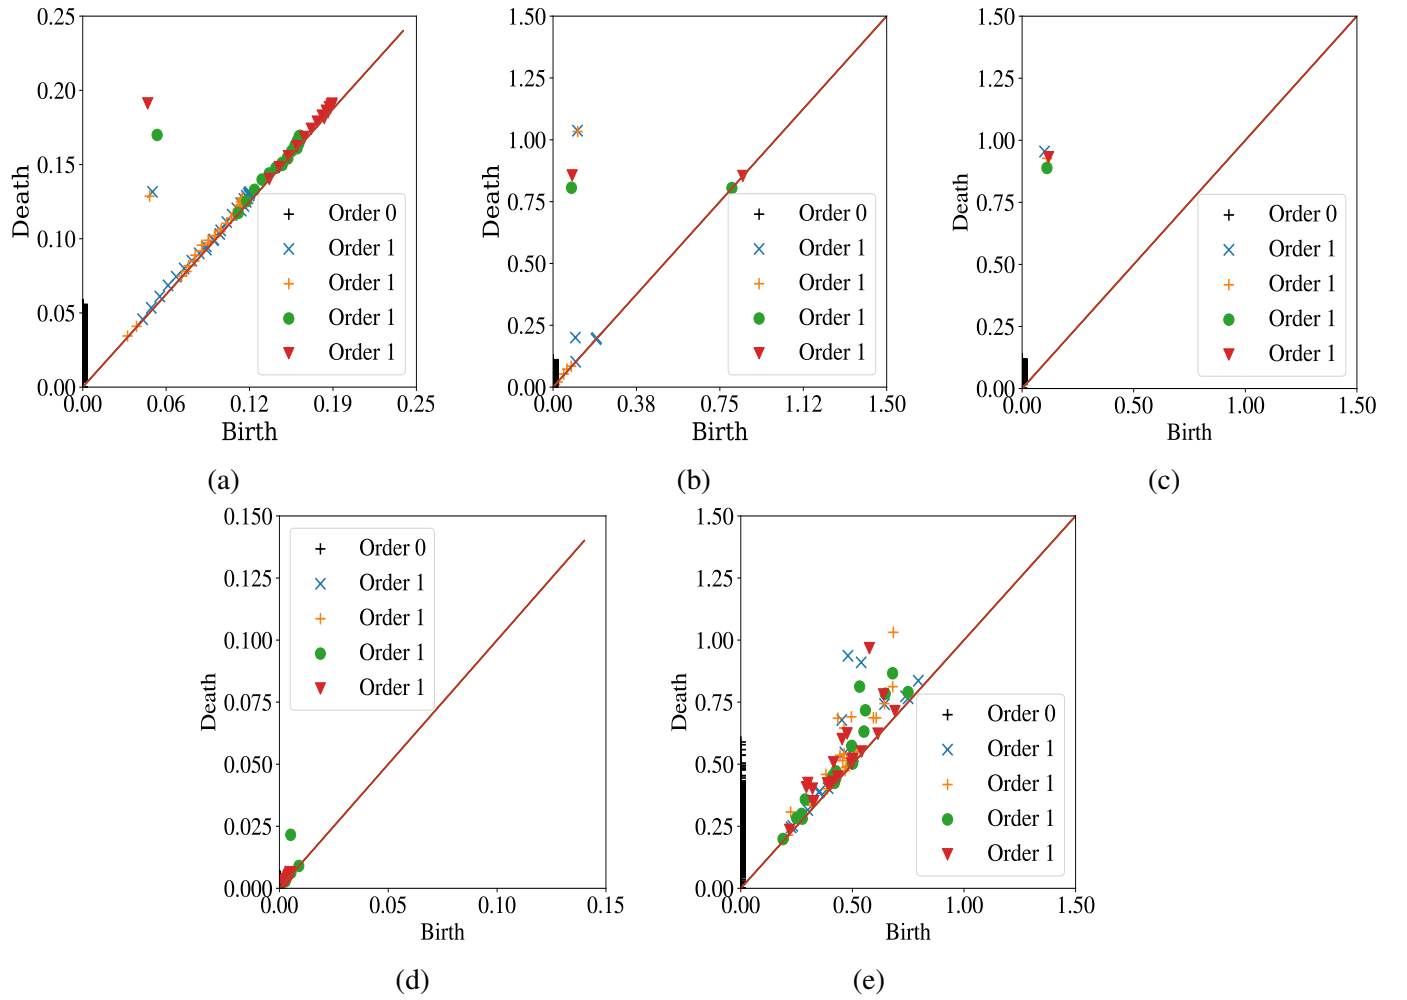 0.25
0.20
0.15
0.10
0.05
0.00
Death
0.00 0.06 0.12 0.19 0.25
Birth
Order 0
Order 1
Order 1
Order 1
Order 1
(a)
1.50
1.25
1.00
0.75
0.50
0.25
0.00
Death
0.00 0.38 0.75 1.12 1.50
Birth
Order 0
Order 1
Order 1
Order 1
Order 1
(b)
1.50
1.25
1.00
0.75
0.50
0.25
0.00
Death
0.00 0.50 1.00 1.50
Birth
Order 0
Order 1
Order 1
Order 1
Order 1
(c)
0.150
0.125
0.100
0.075
0.050
0.025
0.000
Death
0.00 0.05 0.10 0.15
Birth
Order 0
Order 1
Order 1
Order 1
Order 1
(d)
1.50
1.25
1.00
0.75
0.50
0.25
0.00
Death
0.00 0.50 1.00 1.50
Birth
Order 0
Order 1
Order 1
Order 1
Order 1
(e)